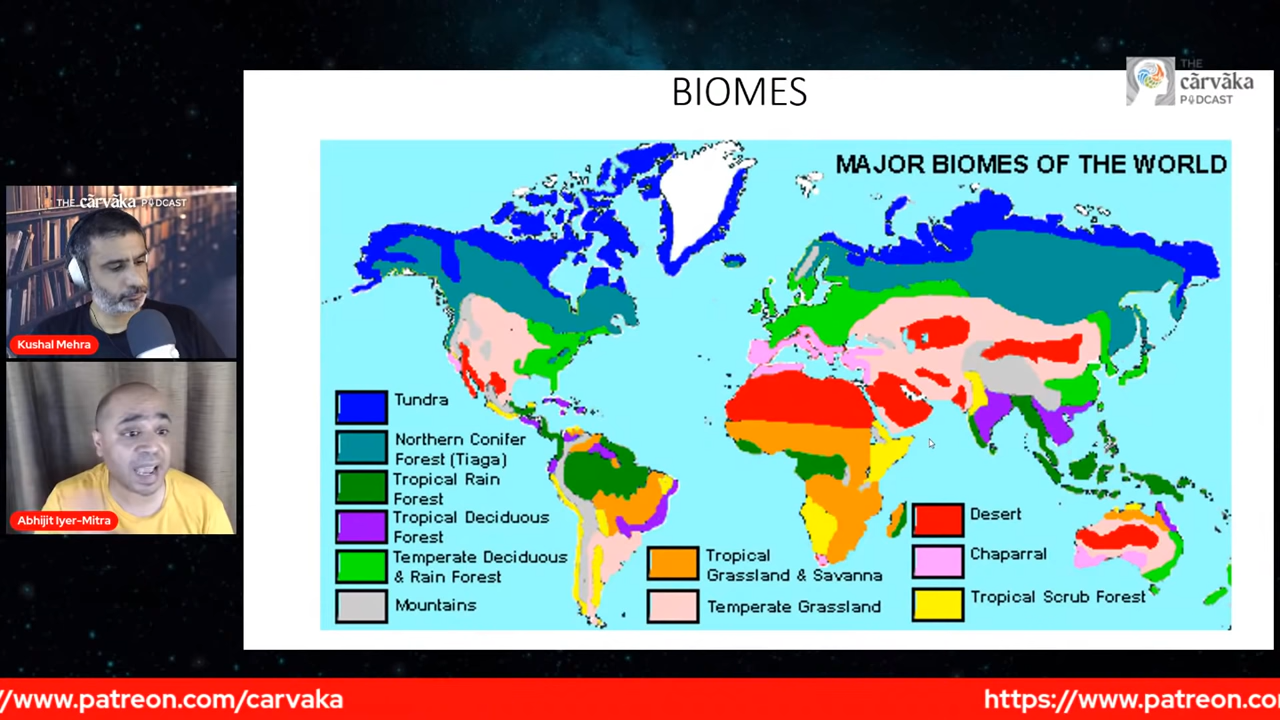 BIOMES
THE
cārvāka
PODCAST
MAJOR BIOMES OF THE WORLD
THE cārvāka PODCAST
Kushal Mehra
Abhijit Iyer-Mitra
Tundra
Northern Conifer
Forest (Tiaga)
Tropical Rain
Forest
Tropical Deciduous
Forest
Temperate Deciduous
& Rain Forest
Mountains
Tropical
Grassland & Savanna
Temperate Grassland
Desert
Chaparral
Tropical Scrub Forest
//www.patreon.com/carvaka
https://www.patreon.co